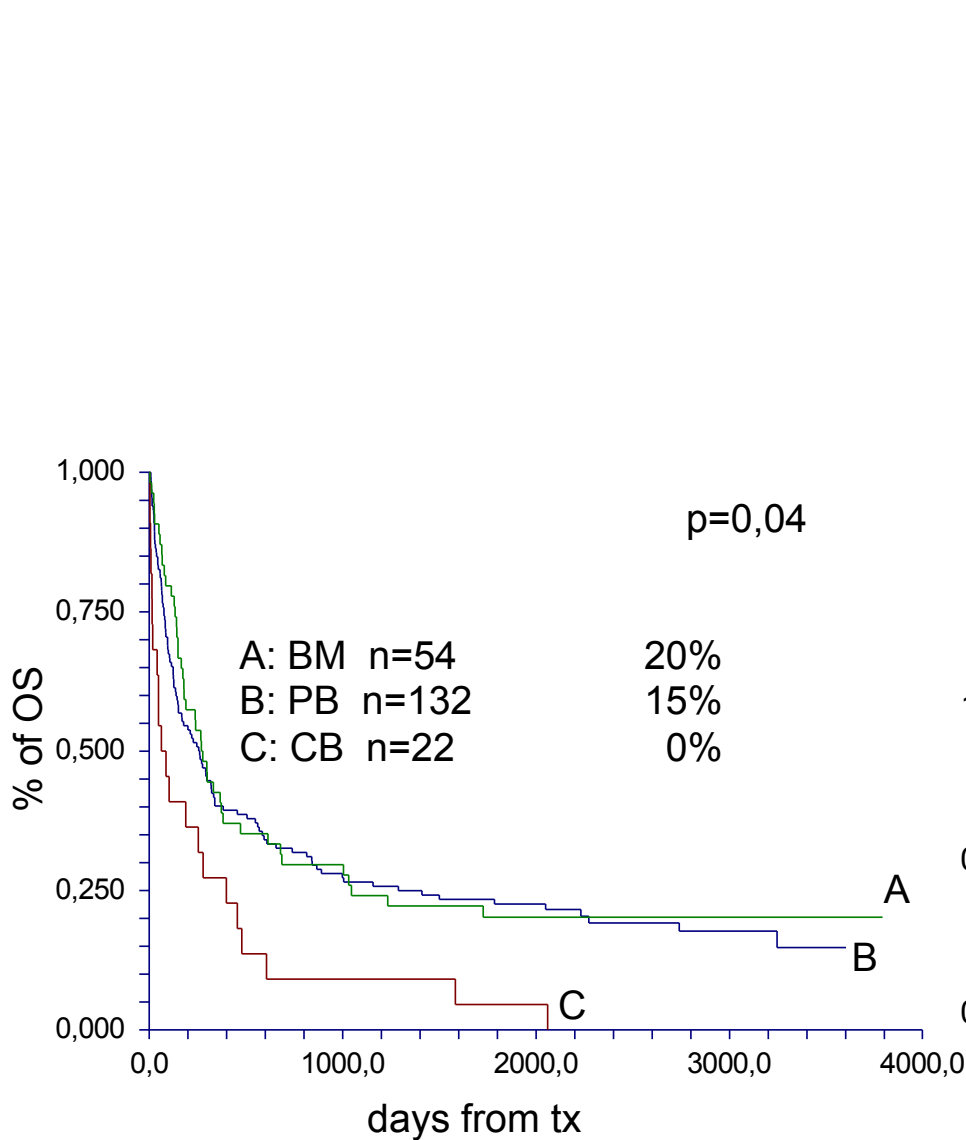 1,000
p=0,04
0,750
A: BM n=54 20%
B: PB n=132 15%
C: CB n=22 0%
% of OS
0,500
0,250
A
B
C
0,000
0,0 1000,0 2000,0 3000,0 4000,0
days from tx